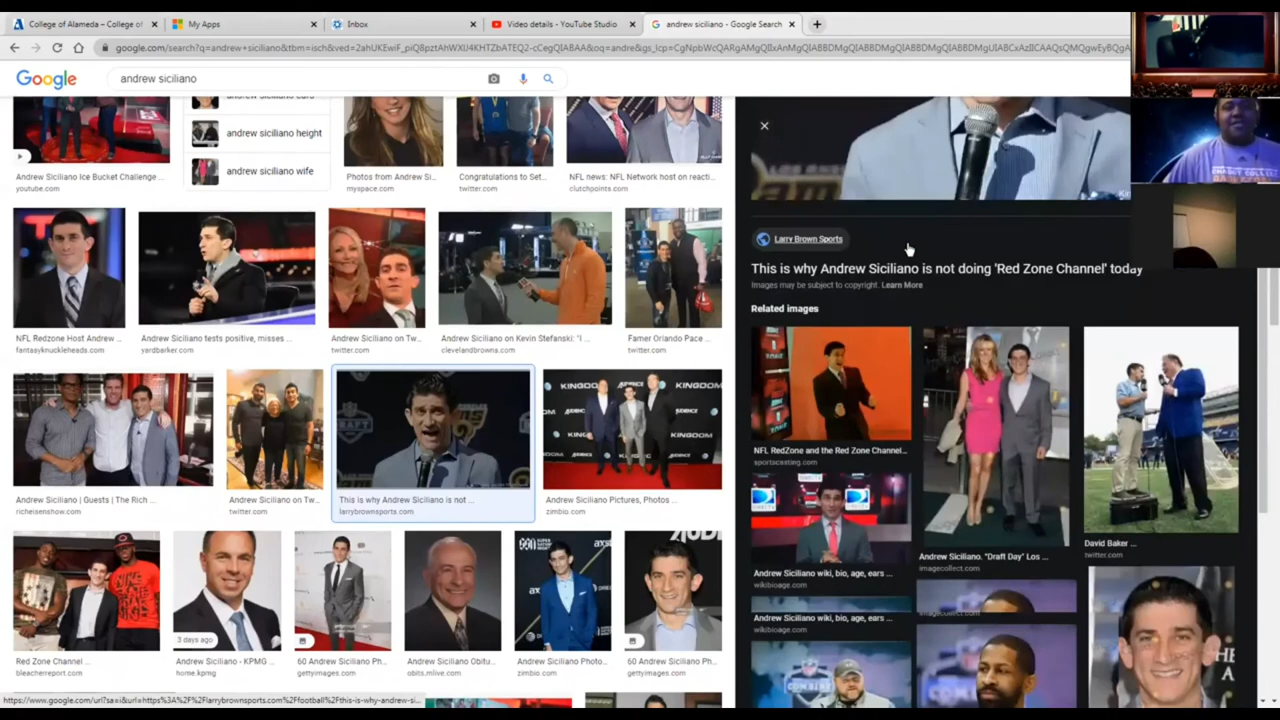 College of Alameda – College of
My Apps
Inbox
Video details - YouTube Studio
andrew siciliano - Google Search
Google
andrew siciliano
andrew siciliano height
andrew siciliano wife
Andrew Siciliano Ice Bucket Challenge ...
youtube.com
Photos from Andrew Si...
myspace.com
Congratulations to Set...
twitter.com
NFL news: NFL Network host on reacti...
clutchpoints.com
NFL Redzone Host Andrew ...
fantasyknuckleheads.com
Andrew Siciliano tests positive, misses ...
yardbarker.com
Andrew Siciliano on Tw...
twitter.com
Andrew Siciliano on Kevin Stefanski: "I ...
clevelandbrowns.com
Famer Orlando Pace ...
twitter.com
DRAFT
KINGDOM
AUDIENCE
KINGDOM
Andrew Siciliano | Guests | The Rich ...
richeisenshow.com
Andrew Siciliano on Tw...
twitter.com
This is why Andrew Siciliano is not ...
larrybrownsports.com
Andrew Siciliano Pictures, Photos ...
zimbio.com
3 days ago
Red Zone Channel ...
bleacherreport.com
Andrew Siciliano - KPMG ...
home.kpmg
60 Andrew Siciliano Ph...
gettyimages.com
Andrew Siciliano Obitu...
obits.mlive.com
Andrew Siciliano Photo...
zimbio.com
60 Andrew Siciliano Ph...
gettyimages.com
Larry Brown Sports
This is why Andrew Siciliano is not doing 'Red Zone Channel' today
Images may be subject to copyright. Learn More
Related images
NFL RedZone and the Red Zone Channel...
sportscasting.com
Andrew Siciliano wiki, bio, age, ears ...
wikibioage.com
Andrew Siciliano wiki, bio, age, ears ...
wikibioage.com
Andrew Siciliano. "Draft Day" Los ...
imagecollect.com
David Baker ...
twitter.com